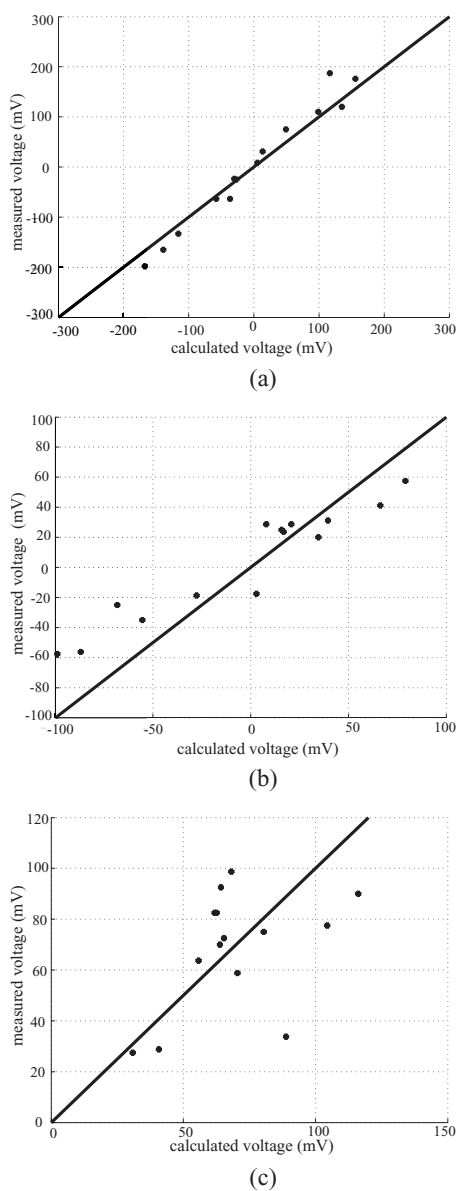 300
200
100
0
-100
-200
-300
measured voltage (mV)
-300 -200 -100 0 100 200 300
calculated voltage (mV)
(a)
100
80
60
40
20
0
-20
-40
-60
-80
-100
measured voltage (mV)
-100 -50 0 50 100
calculated voltage (mV)
(b)
120
100
80
60
40
20
0
measured voltage (mV)
0 50 100 150
calculated voltage (mV)
(c)